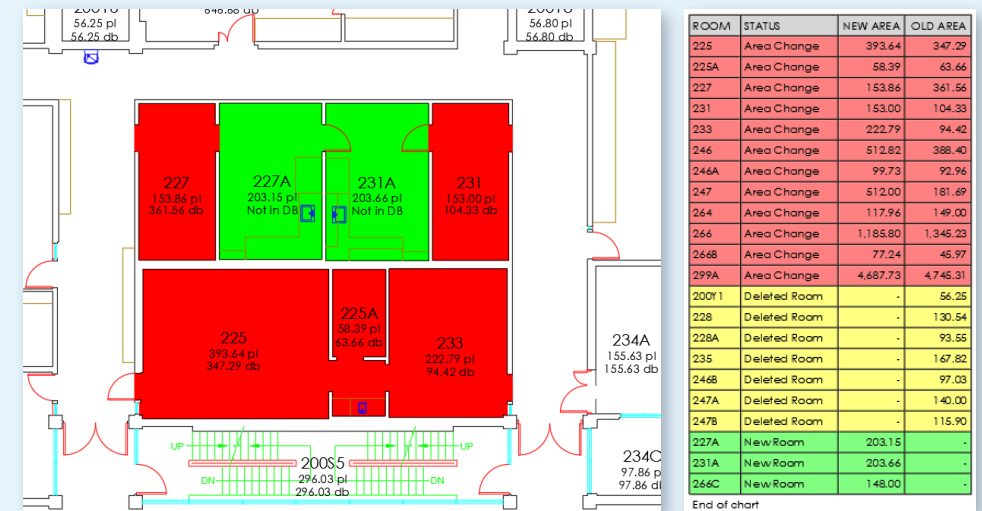 56.25 pl
56.25 db
56.80 pl
56.80 db
227
153.86 pl
361.56 db
227A
203.15 pl
Not in DB
231A
203.66 pl
Not in DB
231
153.00 pl
104.33 db
225
393.64 pl
347.29 db
225A
58.39 pl
63.66 db
233
222.79 pl
94.42 db
234A
155.63 pl
155.63 db
UP
UP
DN
DN
200S5
296.03 pl
296.03 db
234C
97.86 p
97.86 d
ROOM STATUS NEW AREA OLD AREA
225 Area Change 393.64 347.29
225A Area Change 58.39 63.66
227 Area Change 153.86 361.56
231 Area Change 153.00 104.33
233 Area Change 222.79 94.42
246 Area Change 512.82 388.40
246A Area Change 99.73 92.96
247 Area Change 512.00 181.69
264 Area Change 117.96 149.00
266 Area Change 1,185.80 1,345.23
266B Area Change 77.24 45.97
299A Area Change 4,687.73 4,745.31
200Y1 Deleted Room - 56.25
228 Deleted Room - 130.54
228A Deleted Room - 93.55
235 Deleted Room - 167.82
246B Deleted Room - 97.03
247A Deleted Room - 140.00
247B Deleted Room - 115.90
227A New Room 203.15 -
231A New Room 203.66 -
266C New Room 148.00 -
End of chart